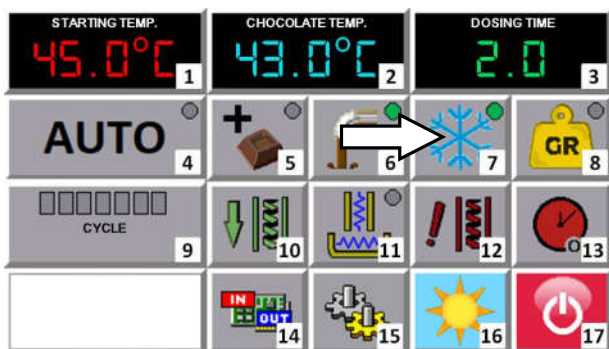 STARTING TEMP. CHOCOLATE TEMP. DOSING TIME
45.0°C 1 43.0°C 2 2.0 3
AUTO 4 + 5 6 7 GR 8
CYCLE 9 10 11 ! 12 13
IN OUT 14 15 16 17